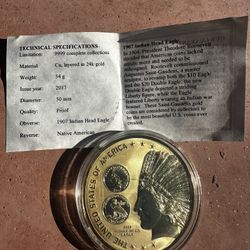 TECHNICAL SPECIFICATIONS:
Limitation: 9999 complete collections
Material Cu, layered in 24k gold
Issue year 2017
Weight: 54 g
Diameter: 50 mm
Quality: Proof
Obverse: 1907 Indian Head Eagle
Reverse: Native American
1907 Indian Head Eagle
In 1904, President Theodore Roosevelt
decided that American coins lacked
and needed to be
Roosevelt commissioned
Augustus Saint-Gaudens, a master
sculptor, to redesign both the $10 Eagle
and the $20 Double Eagle. The new
Double Eagle depicted a striding
Liberty figure, while the Eagle
featured Liberty wearing an Indian war
bonnet. These Saint-Gaudens gold
coins are considered by collectors to
be the most beautiful U.S. coins ever
created.
THE UNITED STATES OF AMERICA